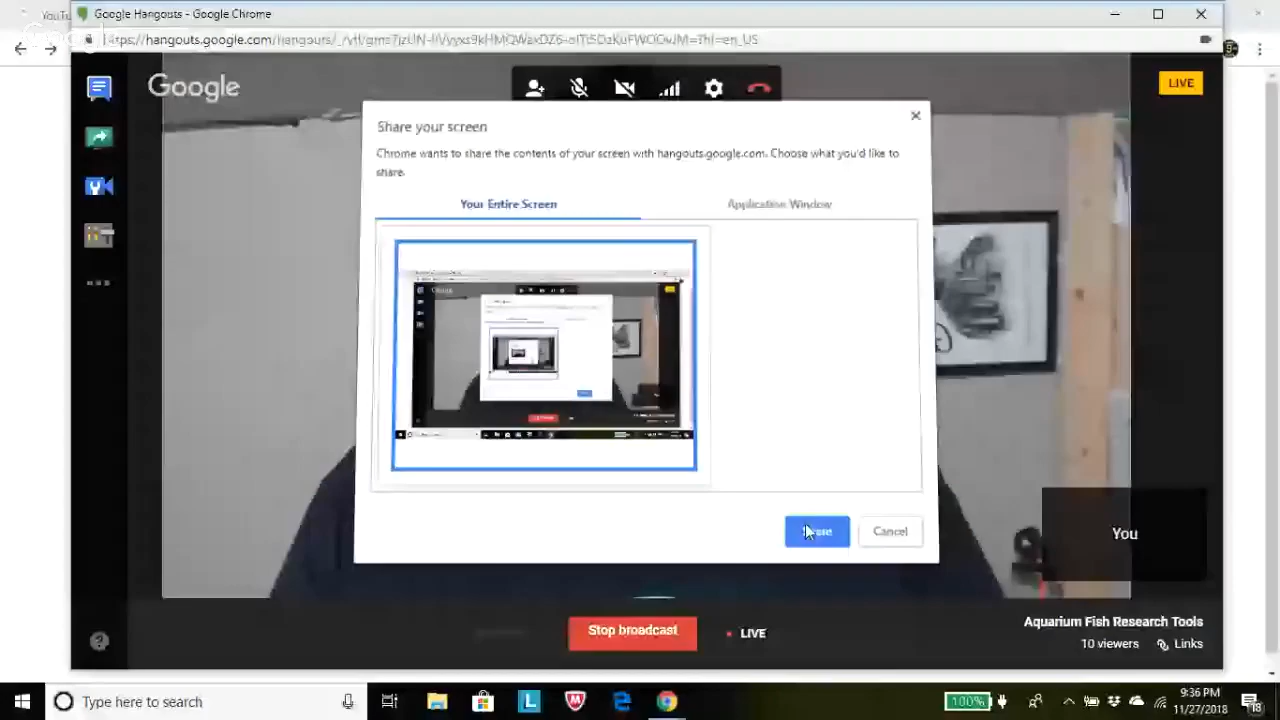 Google Hangouts - Google Chrome
Google
LIVE
Share your screen
Chrome wants to share the contents of your screen with hangouts.google.com. Choose what you'd like to
share.
Your Entire Screen
Application Window
Share
Cancel
You
Stop broadcast
LIVE
Aquarium Fish Research Tools
10 viewers
Links
Type here to search
100%
9:36 PM
11/27/2018
18